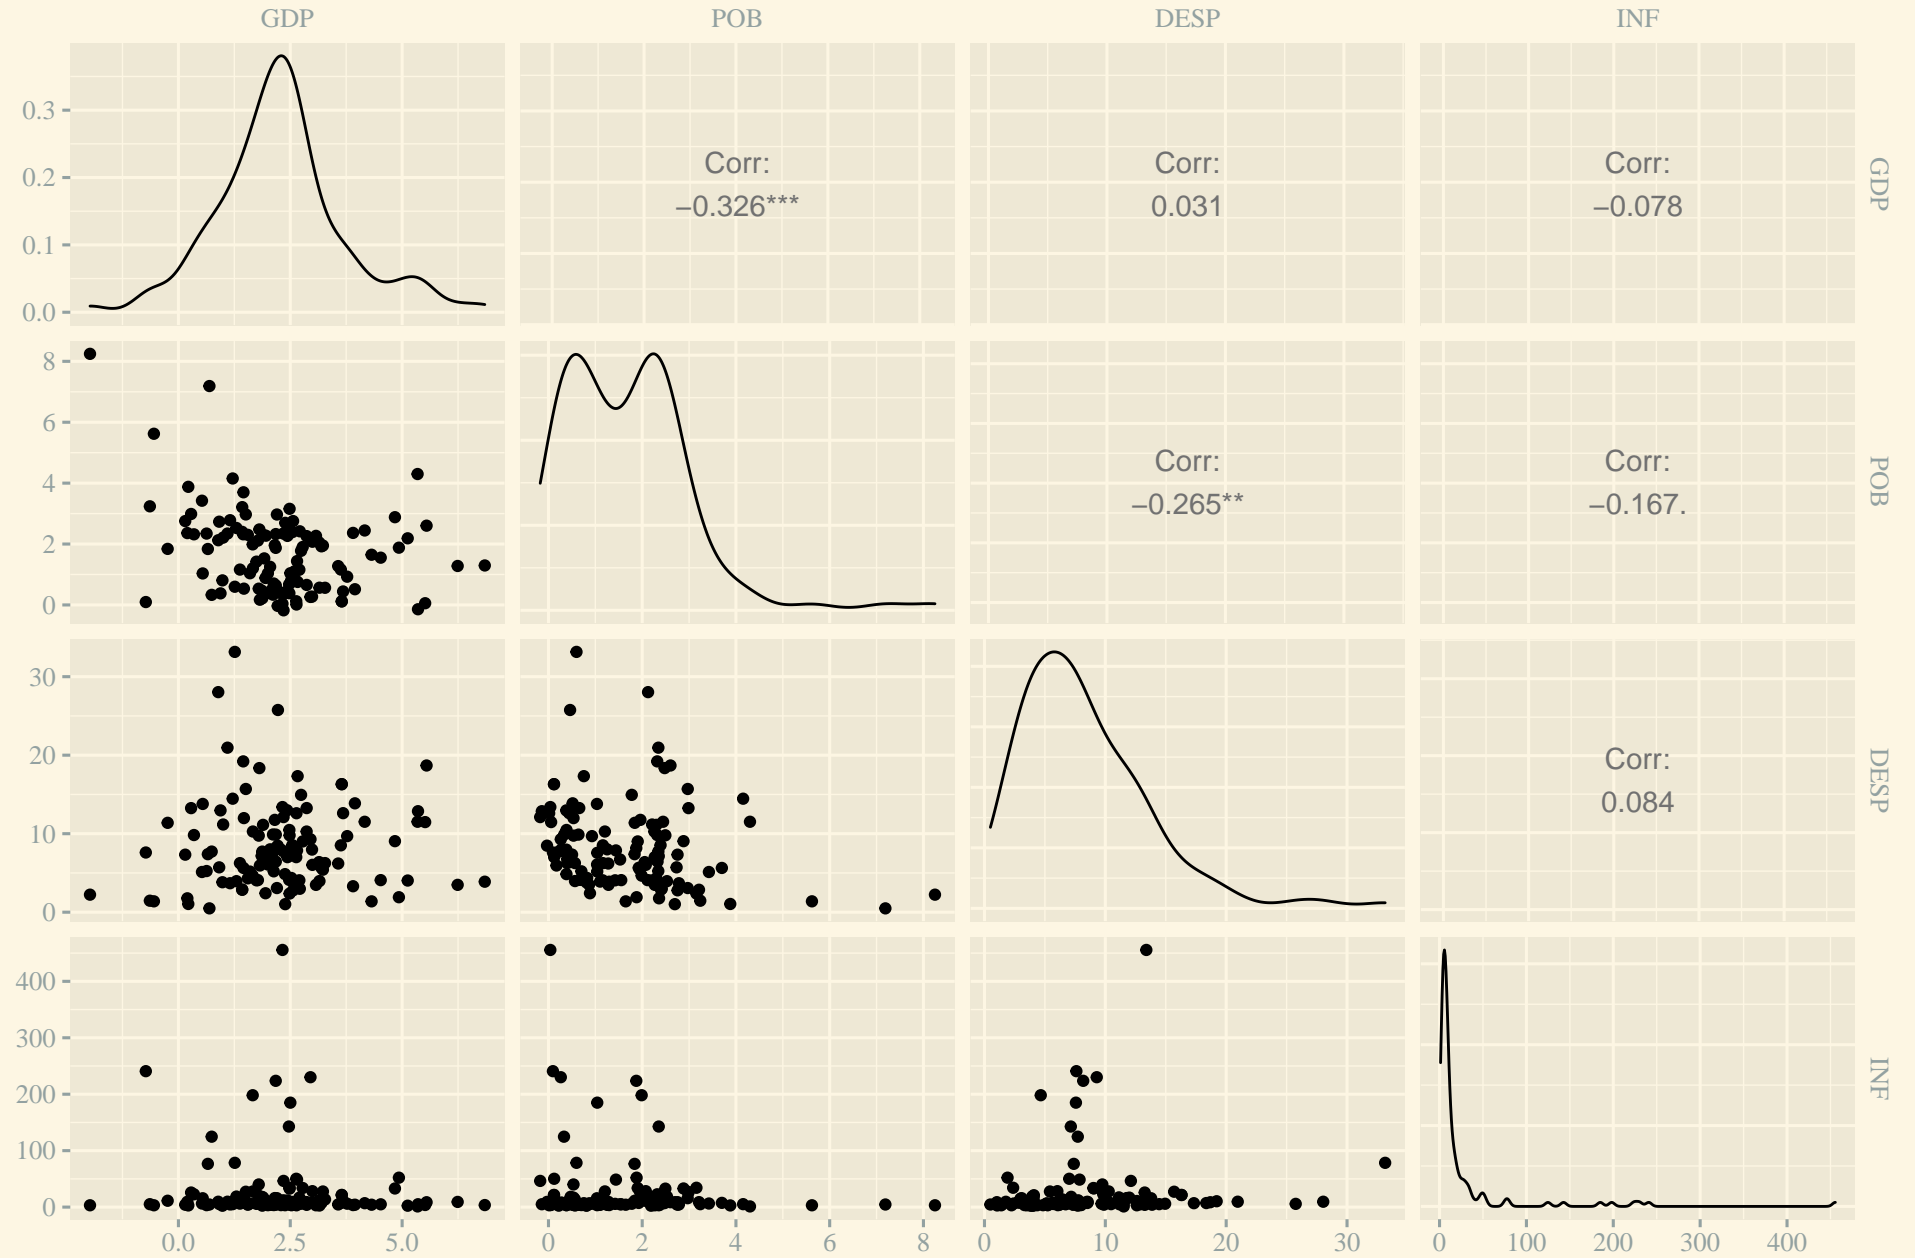 GDP POB DESP INF
0.3
0.2
0.1
0.0
Corr:
−0.326***
Corr:
0.031
Corr:
−0.078
GDP
8
6
4
2
0
Corr:
−0.265**
Corr:
−0.167.
POB
30
20
10
0
Corr:
0.084
DESP
400
300
200
100
0
INF
0.0 2.5 5.0 0 2 4 6 8 0 10 20 30 0 100 200 300 400